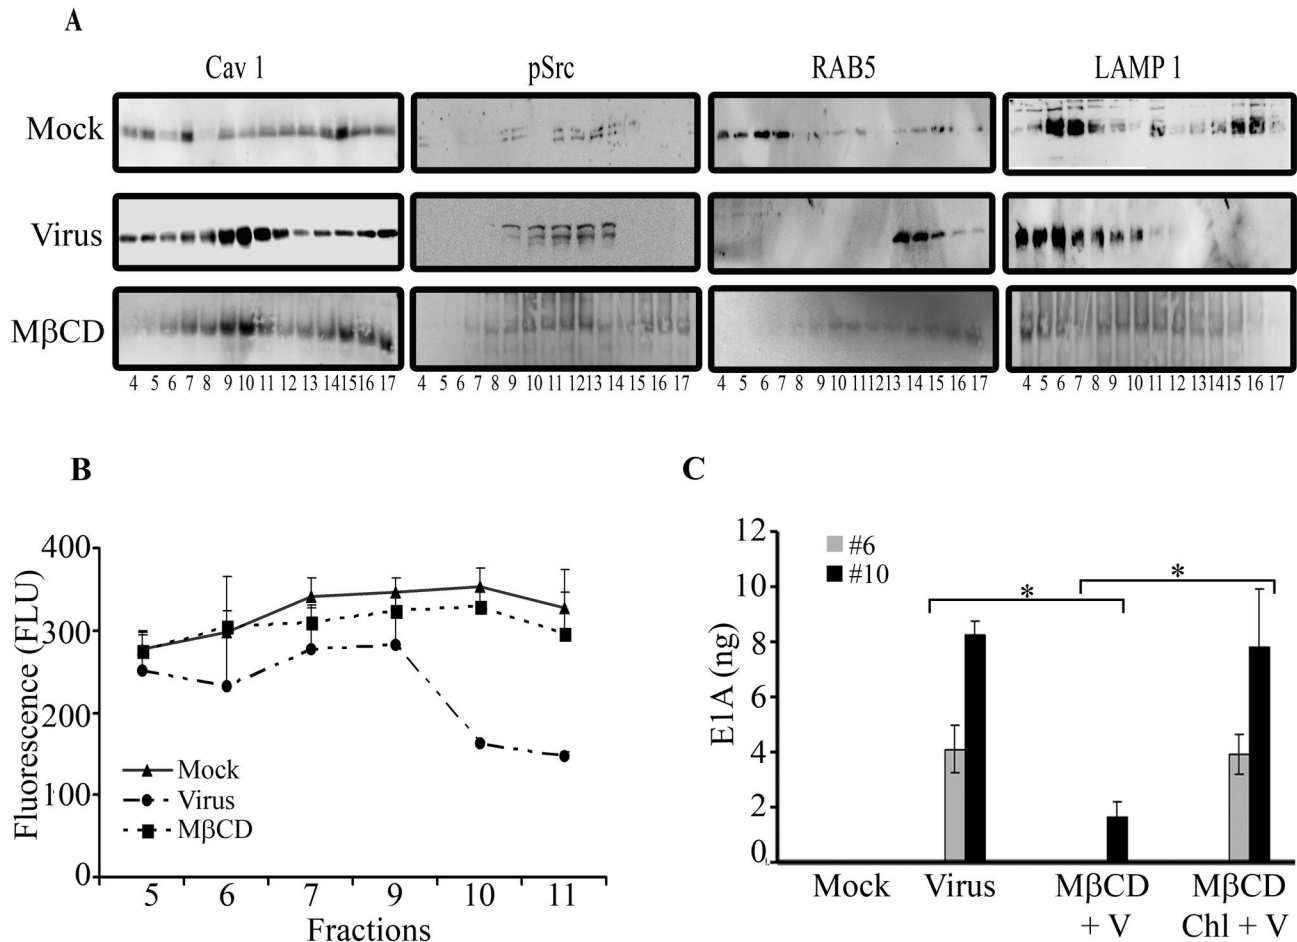 A
Cav 1 pSrc RAB5 LAMP 1
Mock
Virus
MβCD
4 5 6 7 8 9 10 11 12 13 14 15 16 17 4 5 6 7 8 9 10 11 12 13 14 15 16 17 4 5 6 7 8 9 10 11 12 13 14 15 16 17 4 5 6 7 8 9 10 11 12 13 14 15 16 17
B
Fluorescence (FLU)
400
300
200
100
0
Mock
Virus
MβCD
5 6 7 9 10 11
Fractions
C
E1A (ng)
12
10
8
6
4
2
0
#6
#10
* *
Mock Virus MβCD + V MβCD Chl + V